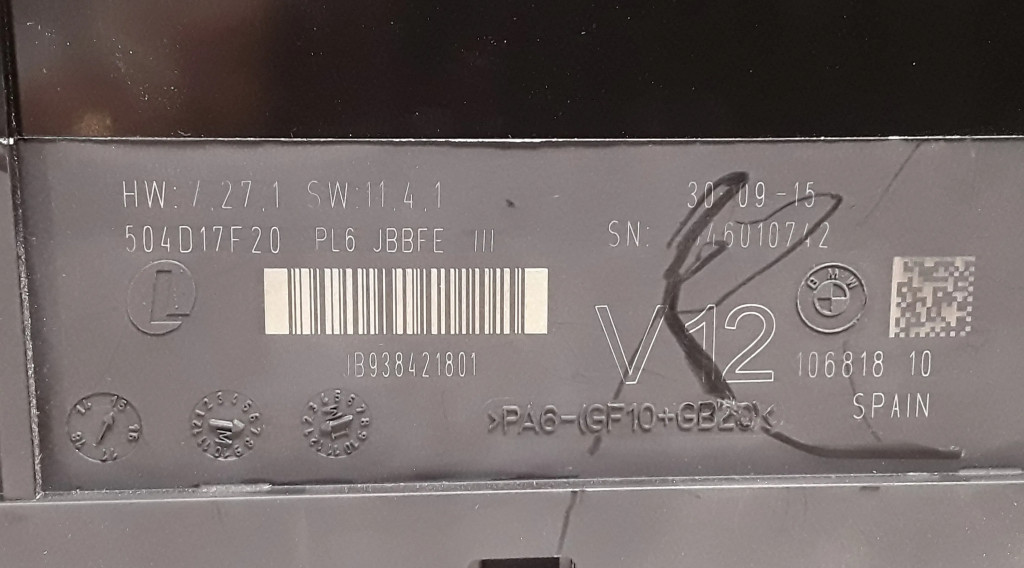 HW: 7.27.1 SW:11.4.1
30-09-15
504D17F20 PL6 JBBFE III
SN: 46010742
L
BMW
IB938421801
V12
106818 10
>PA6-(GF10+GB20)<
SPAIN